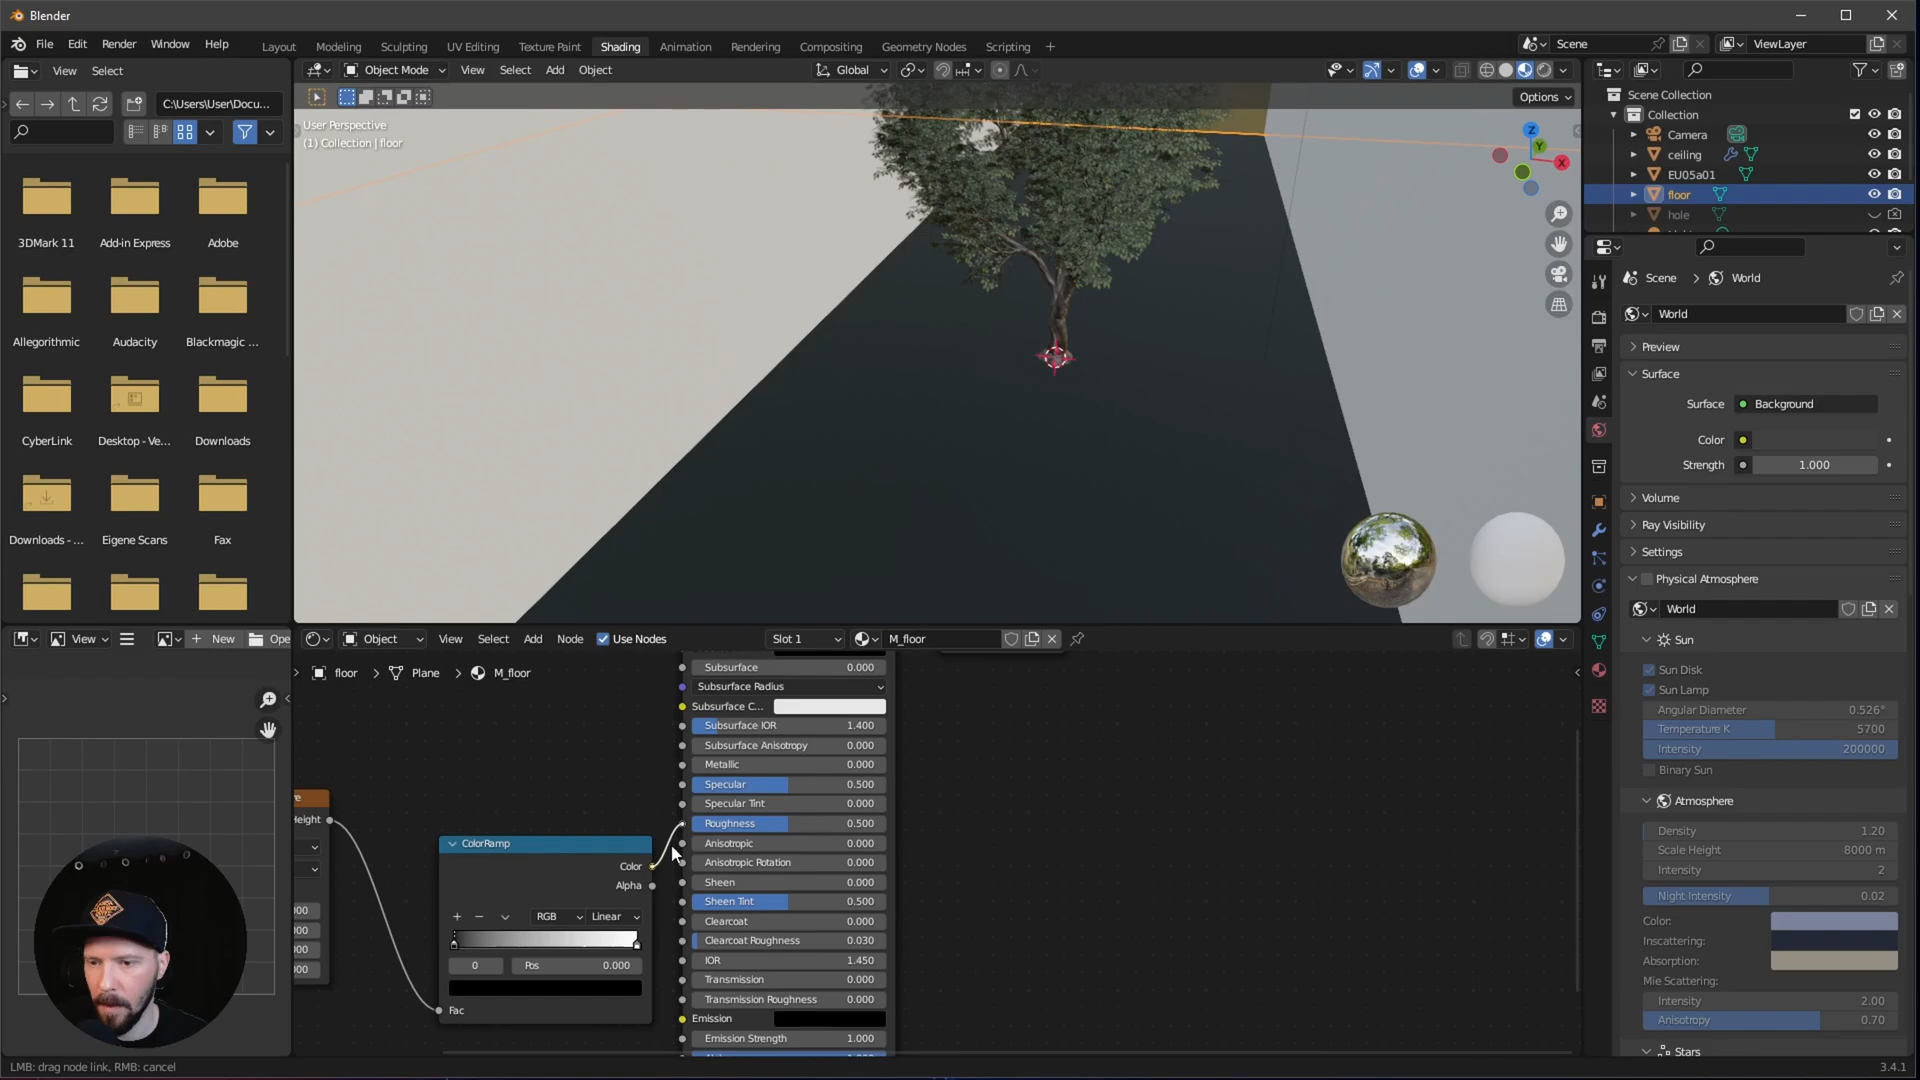 Blender
File Edit Render Window Help
Layout Modeling Sculpting UV Editing Texture Paint Shading Animation Rendering Compositing Geometry Nodes Scripting +
Scene
ViewLayer
View Select
Object Mode View Select Add Object
Global
C:\Users\User\Docu...
Options
3DMark 11 Add-in Express Adobe
Allegorithmic Audacity Blackmagic ...
CyberLink Desktop - Ve... Downloads
Downloads - ... Eigene Scans Fax
User Perspective
(1) Collection | floor
Z
Y
X
Scene Collection
Collection
Camera
ceiling
EU05a01
floor
hole
Scene > World
World
Preview
Surface
Surface Background
Color
Strength 1.000
Volume
Ray Visibility
Settings
Physical Atmosphere
World
Sun
Sun Disk
Sun Lamp
Angular Diameter 0.526°
Temperature K 5700
Intensity 200000
Binary Sun
Atmosphere
Density 1.20
Scale Height 8000 m
Intensity 2
Night Intensity 0.02
Color:
Inscattering:
Absorption:
Mie Scattering:
Intensity 2.00
Anisotropy 0.70
Stars
View
+ New Ope
Object View Select Add Node Use Nodes Slot 1 M_floor
floor > Plane > M_floor
e
Height
00
00
00
00
ColorRamp
Color
Alpha
+ − RGB Linear
0 Pos 0.000
Fac
Subsurface 0.000
Subsurface Radius
Subsurface C...
Subsurface IOR 1.400
Subsurface Anisotropy 0.000
Metallic 0.000
Specular 0.500
Specular Tint 0.000
Roughness 0.500
Anisotropic 0.000
Anisotropic Rotation 0.000
Sheen 0.000
Sheen Tint 0.500
Clearcoat 0.000
Clearcoat Roughness 0.030
IOR 1.450
Transmission 0.000
Transmission Roughness 0.000
Emission
Emission Strength 1.000
LMB: drag node link, RMB: cancel
3.4.1